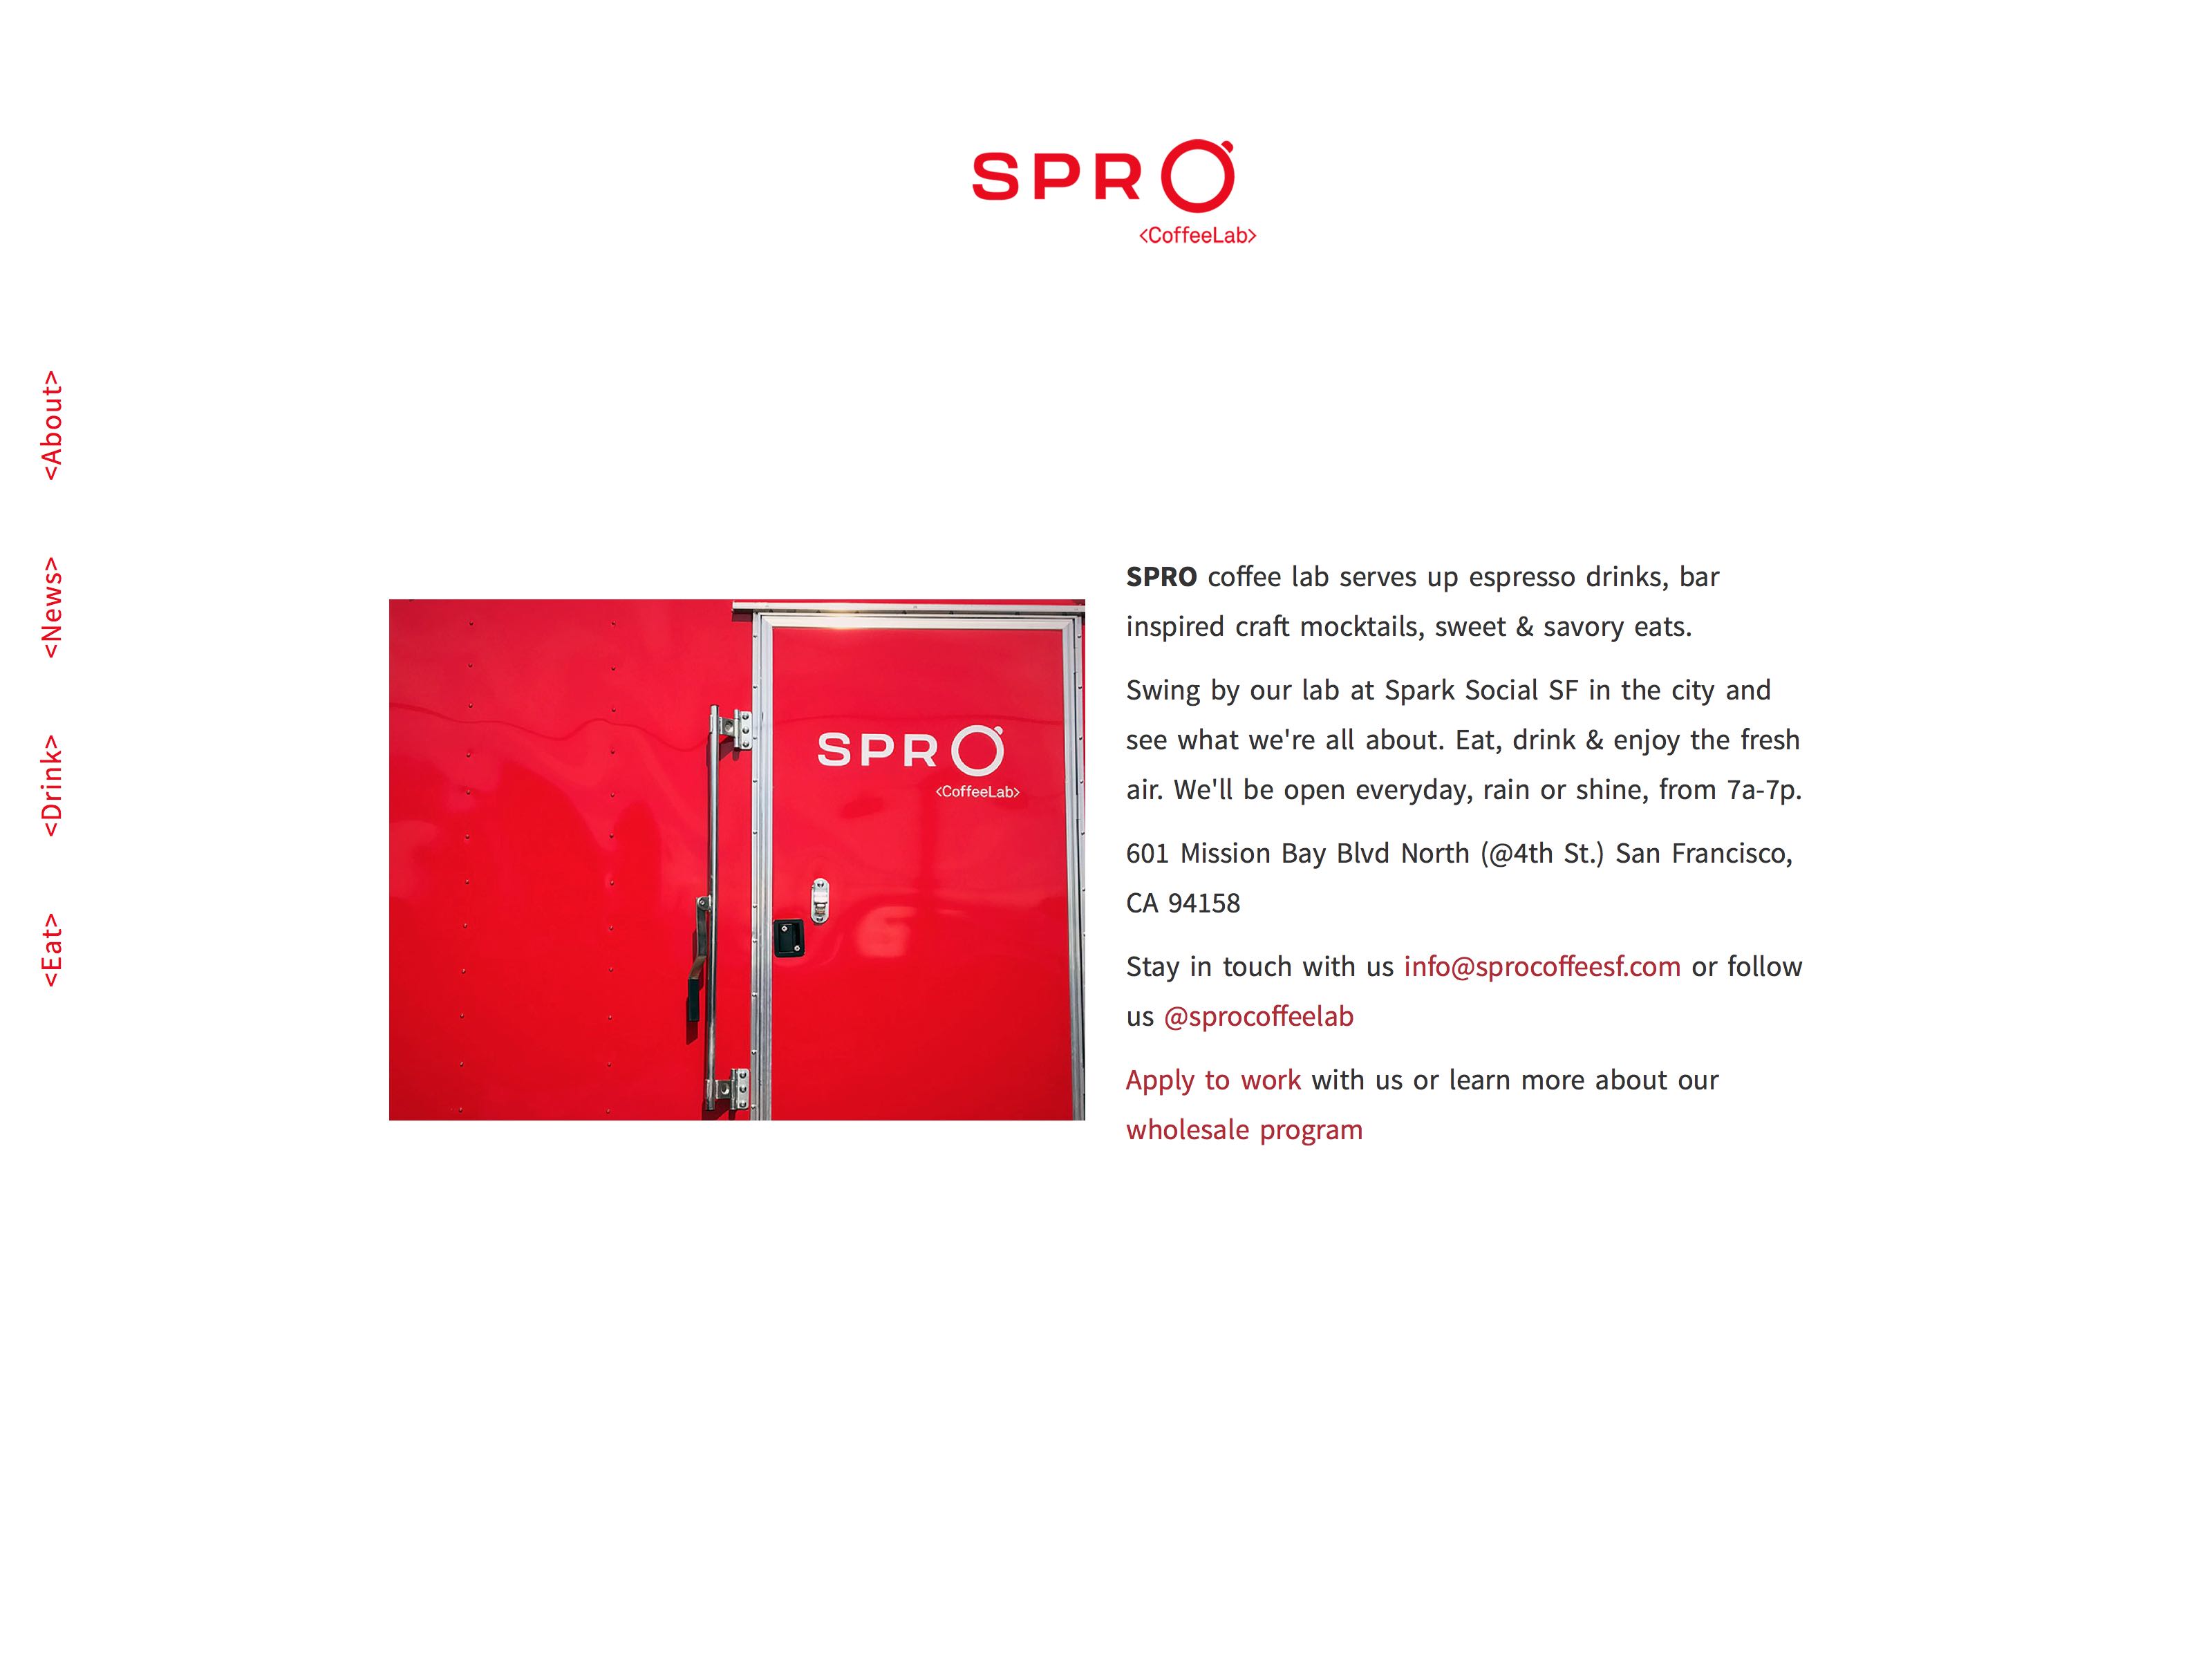 SPRO
<CoffeeLab>
<About>
<News>
<Drink>
<Eat>
SPRO
<CoffeeLab>
SPRO coffee lab serves up espresso drinks, bar
inspired craft mocktails, sweet & savory eats.
Swing by our lab at Spark Social SF in the city and
see what we're all about. Eat, drink & enjoy the fresh
air. We'll be open everyday, rain or shine, from 7a-7p.
601 Mission Bay Blvd North (@4th St.) San Francisco,
CA 94158
Stay in touch with us info@sprocoffeesf.com or follow
us @sprocoffeelab
Apply to work with us or learn more about our
wholesale program